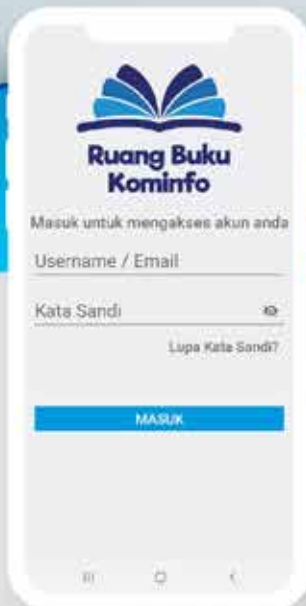 Ruang Buku
Kominfo
Masuk untuk mengakses akun anda
Username / Email
Kata Sandi
Lupa Kata Sandi?
MASUK